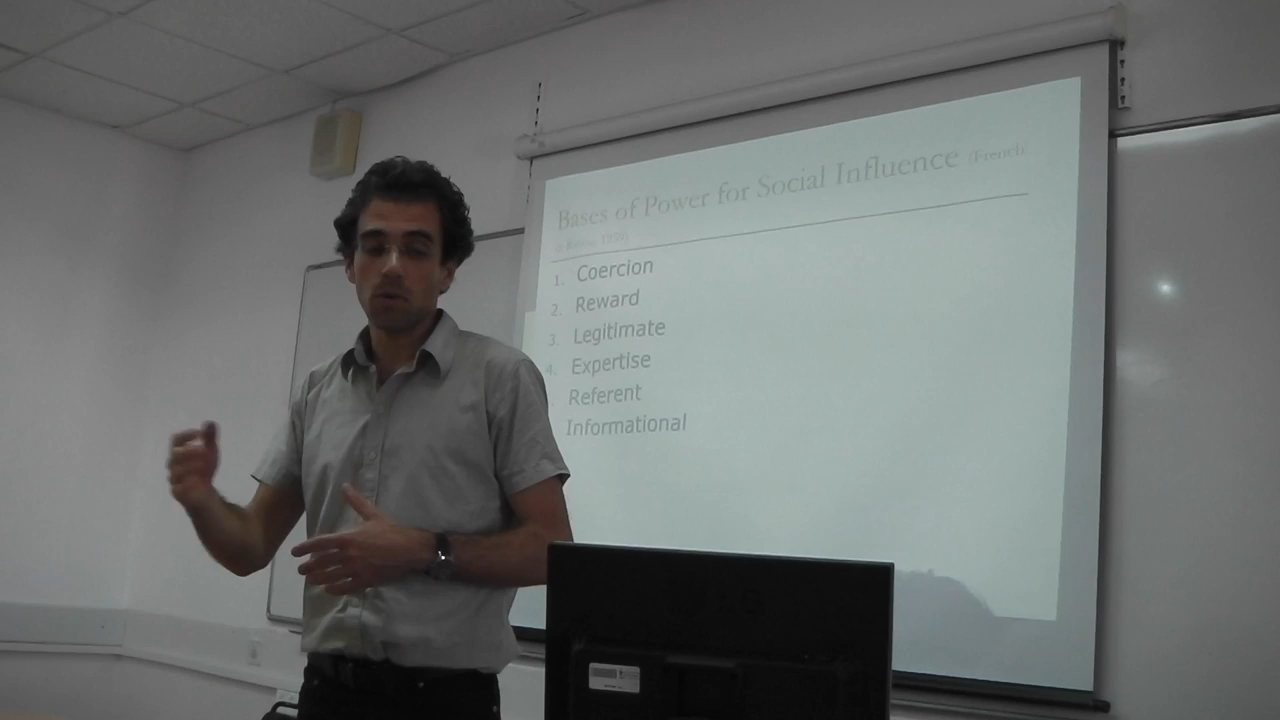 Bases of Power for Social Influence (French
1. Coercion
2. Reward
3. Legitimate
4. Expertise
Referent
Informational